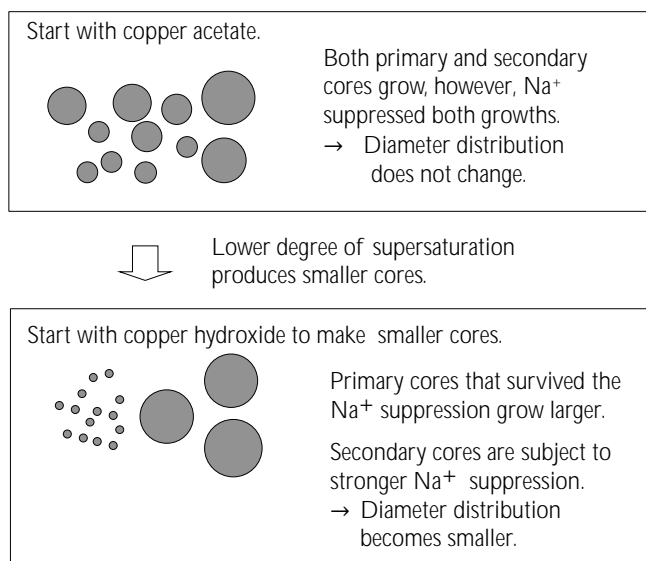 Start with copper acetate.
Both primary and secondary
cores grow, however, Na⁺
suppressed both growths.
→ Diameter distribution
does not change.
Lower degree of supersaturation
produces smaller cores.
Start with copper hydroxide to make smaller cores.
Primary cores that survived the
Na⁺ suppression grow larger.
Secondary cores are subject to
stronger Na⁺ suppression.
→ Diameter distribution
becomes smaller.